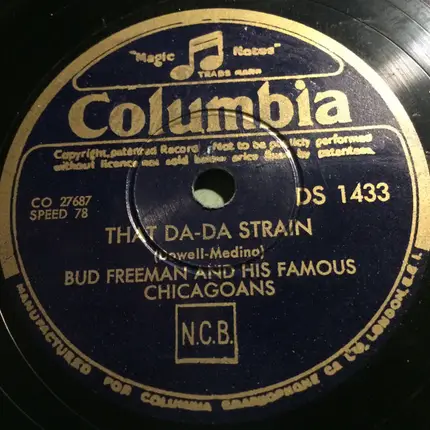 "Magic Notes"
TRADE MARK
Columbia
Copyright, patented Record. Not to be publicly performed
without licence nor sold below price fixed by patentees.
CO 27687
SPEED 78
DS 1433
THAT DA-DA STRAIN
(Dowell-Medino)
BUD FREEMAN AND HIS FAMOUS
CHICAGOANS
N.C.B.
MANUFACTURED FOR COLUMBIA GRAPHOPHONE CO. LTD. LONDON, E.C.1.